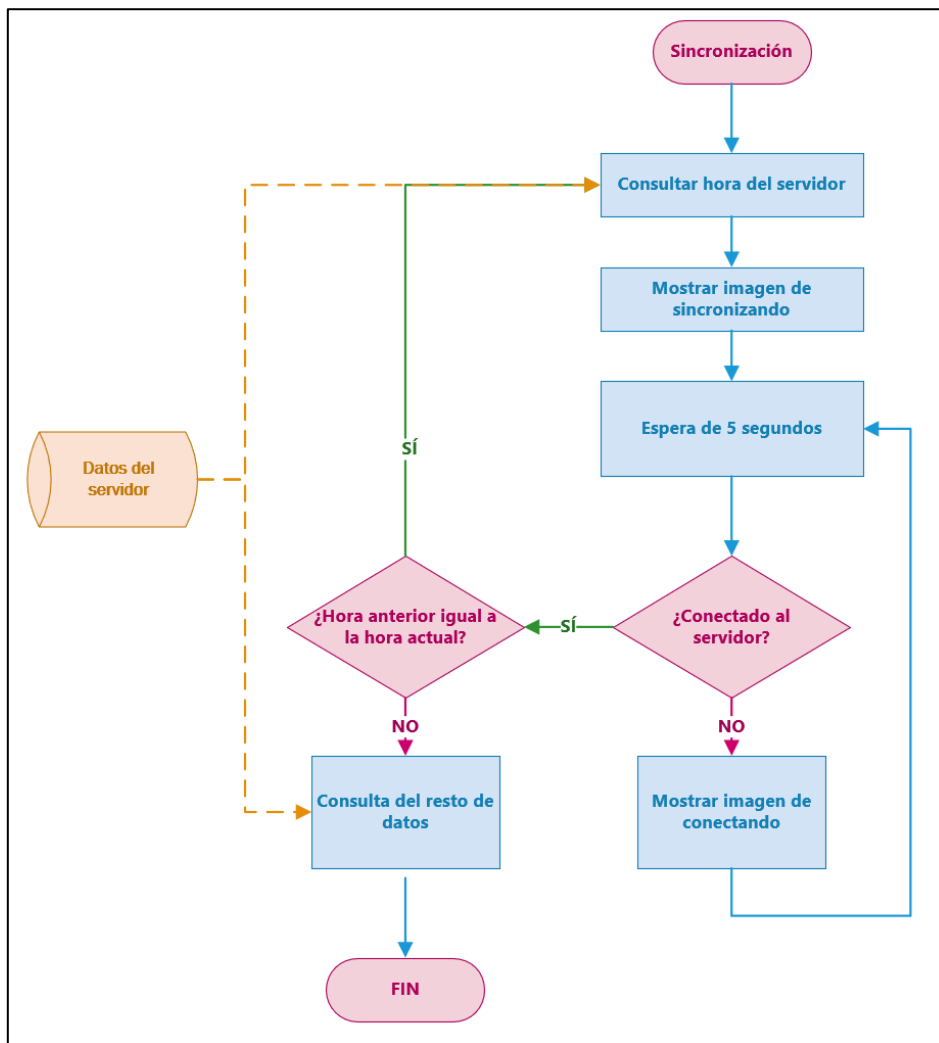 Sincronización
Consultar hora del servidor
Mostrar imagen de
sincronizando
Espera de 5 segundos
SÍ
Datos del
servidor
¿Hora anterior igual a
la hora actual?
SÍ
¿Conectado al
servidor?
NO
NO
Consulta del resto de
datos
Mostrar imagen de
conectando
FIN